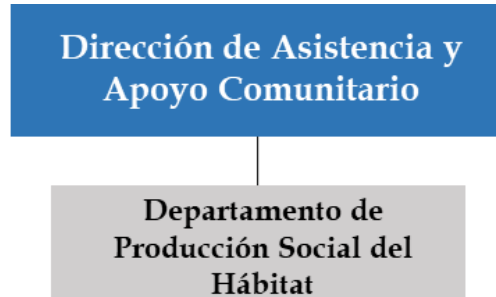 Dirección de Asistencia y
Apoyo Comunitario
Departamento de
Producción Social del
Hábitat